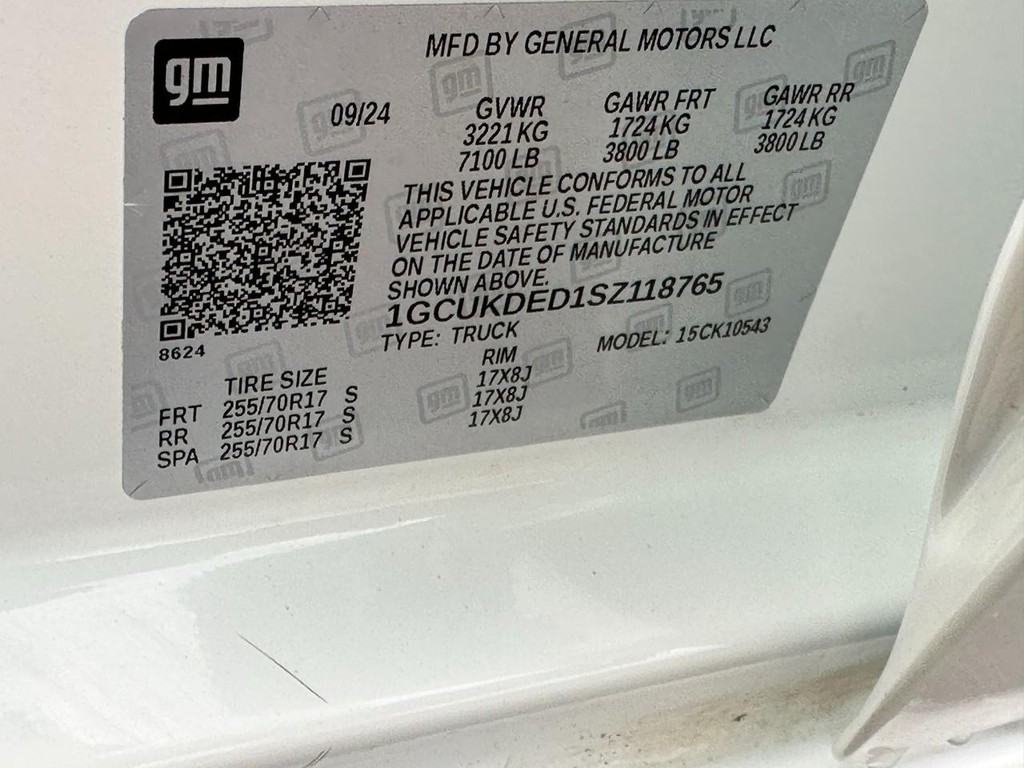 gm
MFD BY GENERAL MOTORS LLC
09/24 GVWR GAWR FRT GAWR RR
3221 KG 1724 KG 1724 KG
7100 LB 3800 LB 3800 LB
THIS VEHICLE CONFORMS TO ALL
APPLICABLE U.S. FEDERAL MOTOR
VEHICLE SAFETY STANDARDS IN EFFECT
ON THE DATE OF MANUFACTURE
SHOWN ABOVE.
1GCUKDED1SZ118765
TYPE: TRUCK MODEL: 15CK10543
8624
TIRE SIZE RIM
FRT 255/70R17 S 17X8J
RR 255/70R17 S 17X8J
SPA 255/70R17 S 17X8J